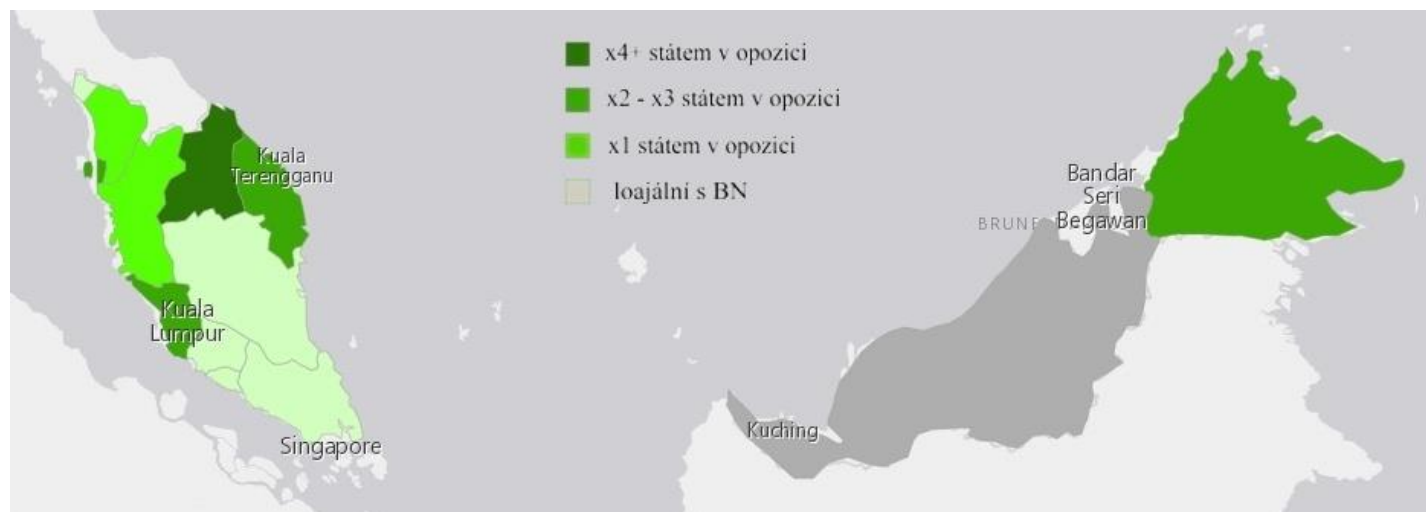 x4+ státem v opozici
x2 - x3 státem v opozici
x1 státem v opozici
loajální s BN
Kuala
Terengganu
Kuala
Lumpur
Singapore
Bandar
Seri
Begawan
BRUNE
Kuching